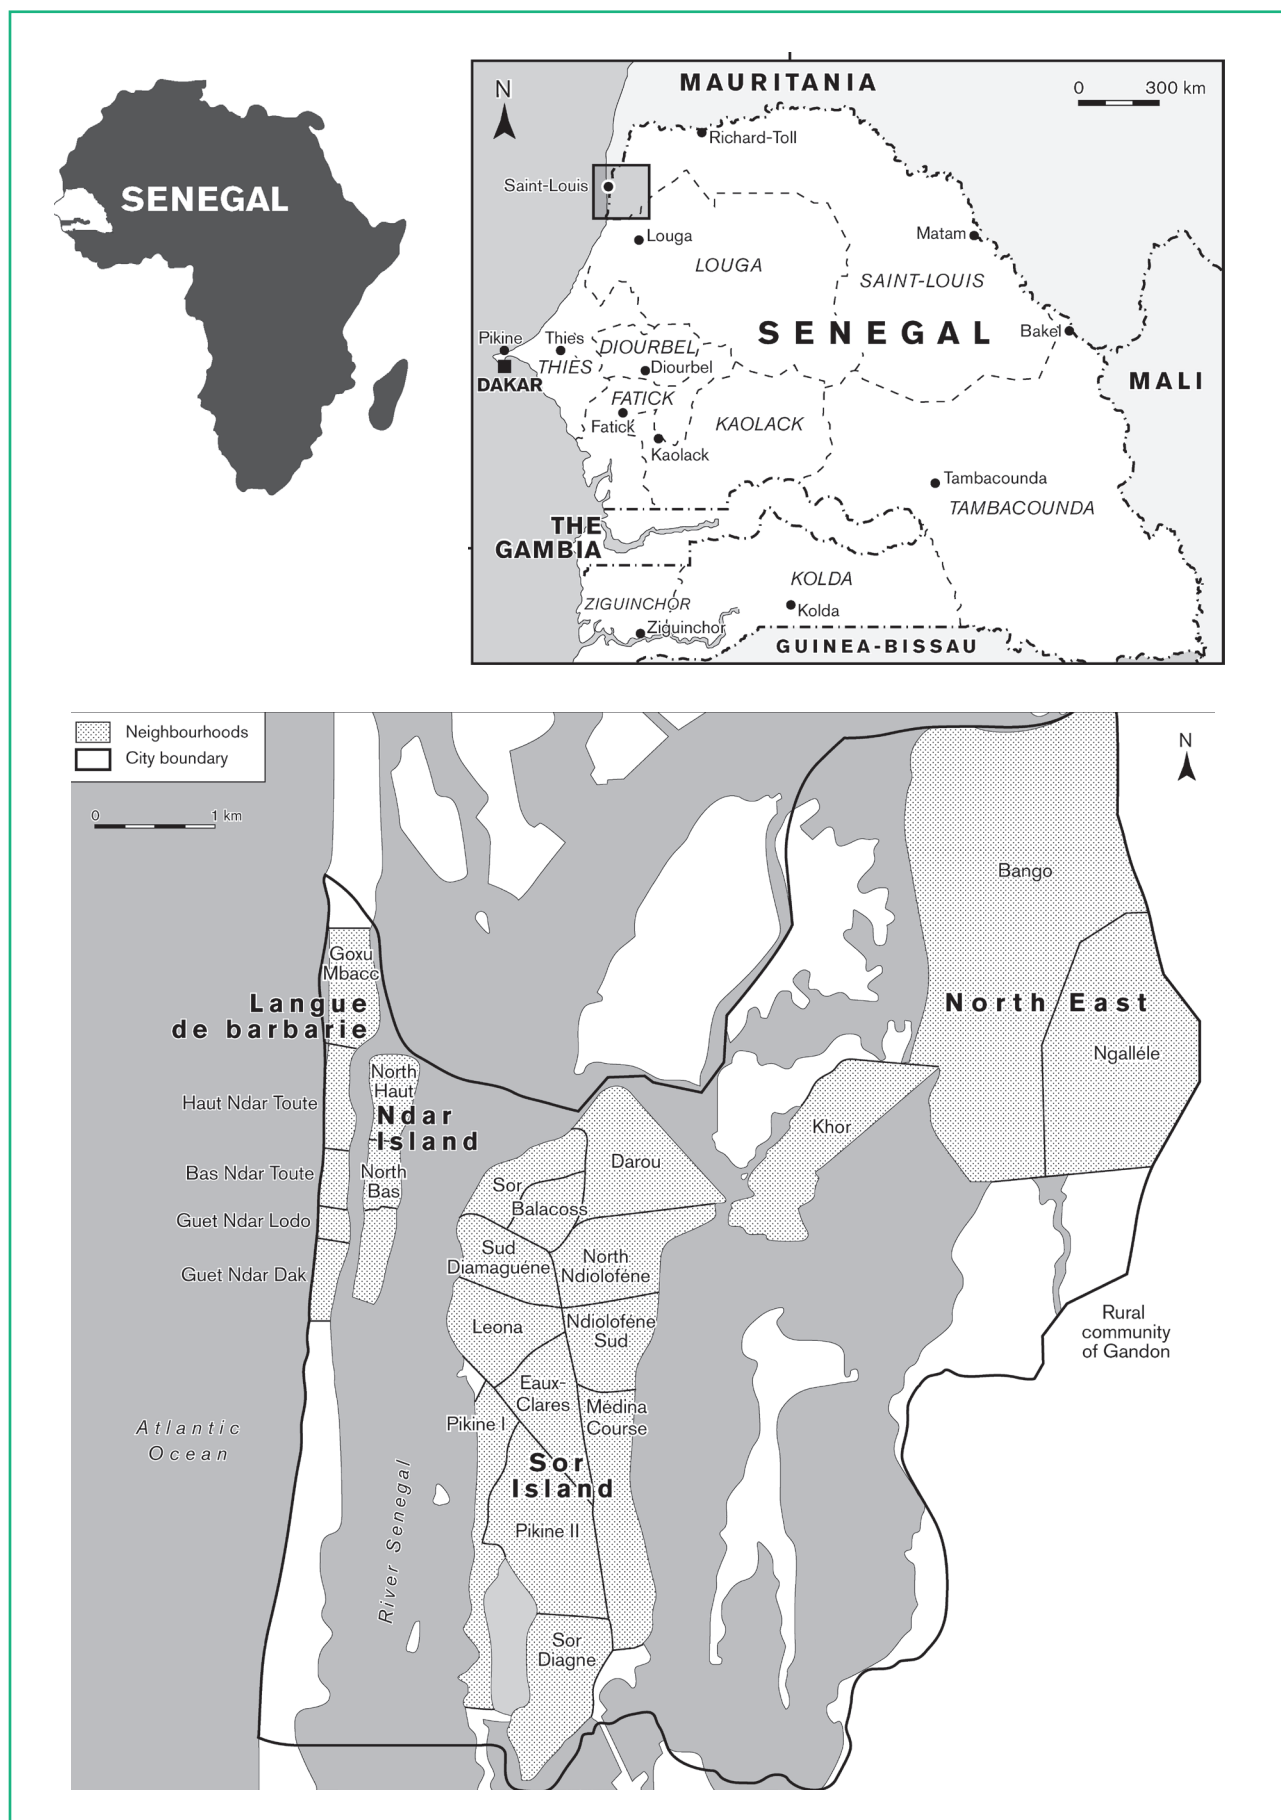 SENEGAL
MAURITANIA
N
0 300 km
Richard-Toll
Saint-Louis
Louga
LOUGA
Matam
SAINT-LOUIS
SENEGAL
Bakel
Pikine
Thiès
DIOURBEL
THIÈS
Diourbel
DAKAR
MALI
FATICK
Fatick
KAOLACK
Kaolack
Tambacounda
TAMBACOUNDA
THE
GAMBIA
KOLDA
Kolda
ZIGUINCHOR
Ziguinchor
GUINEA-BISSAU
Neighbourhoods
City boundary
N
0 1 km
Bango
Goxu
Mbacc
Langue
de barbarie
North East
Ngalléle
North
Haut
Haut Ndar Toute
Ndar
Island
Khor
Darou
Bas Ndar Toute
North
Bas
Sor
Balacoss
Guet Ndar Lodo
Sud
Diamaguéne
North
Ndioloféne
Guet Ndar Dak
Leona
Ndioloféne
Sud
Rural
community
of Gandon
Eaux-
Clares
Médina
Course
Pikine I
Atlantic
Ocean
Sor
Island
River Senegal
Pikine II
Sor
Diagne